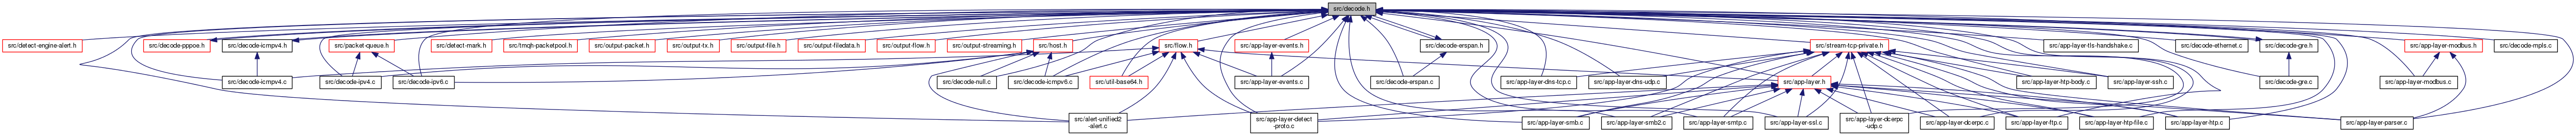 src/decode.h
src/detect-engine-alert.h
src/decode-pppoe.h
src/decode-icmpv4.h
src/packet-queue.h
src/detect-mark.h
src/tmqh-packetpool.h
src/output-packet.h
src/output-tx.h
src/output-file.h
src/output-filedata.h
src/output-flow.h
src/output-streaming.h
src/host.h
src/flow.h
src/app-layer-events.h
src/decode-erspan.h
src/stream-tcp-private.h
src/app-layer-tls-handshake.c
src/decode-ethernet.c
src/decode-gre.h
src/app-layer-modbus.h
src/decode-mpls.c
src/decode-icmpv4.c
src/decode-ipv4.c
src/decode-ipv6.c
src/decode-null.c
src/decode-icmpv6.c
src/util-base64.h
src/app-layer-events.c
src/decode-erspan.c
src/app-layer-dns-tcp.c
src/app-layer-dns-udp.c
src/app-layer.h
src/app-layer-htp-body.c
src/app-layer-ssh.c
src/decode-gre.c
src/app-layer-modbus.c
src/alert-unified2
-alert.c
src/app-layer-detect
-proto.c
src/app-layer-smb.c
src/app-layer-smb2.c
src/app-layer-smtp.c
src/app-layer-ssl.c
src/app-layer-dcerpc
-udp.c
src/app-layer-dcerpc.c
src/app-layer-ftp.c
src/app-layer-htp-file.c
src/app-layer-htp.c
src/app-layer-parser.c